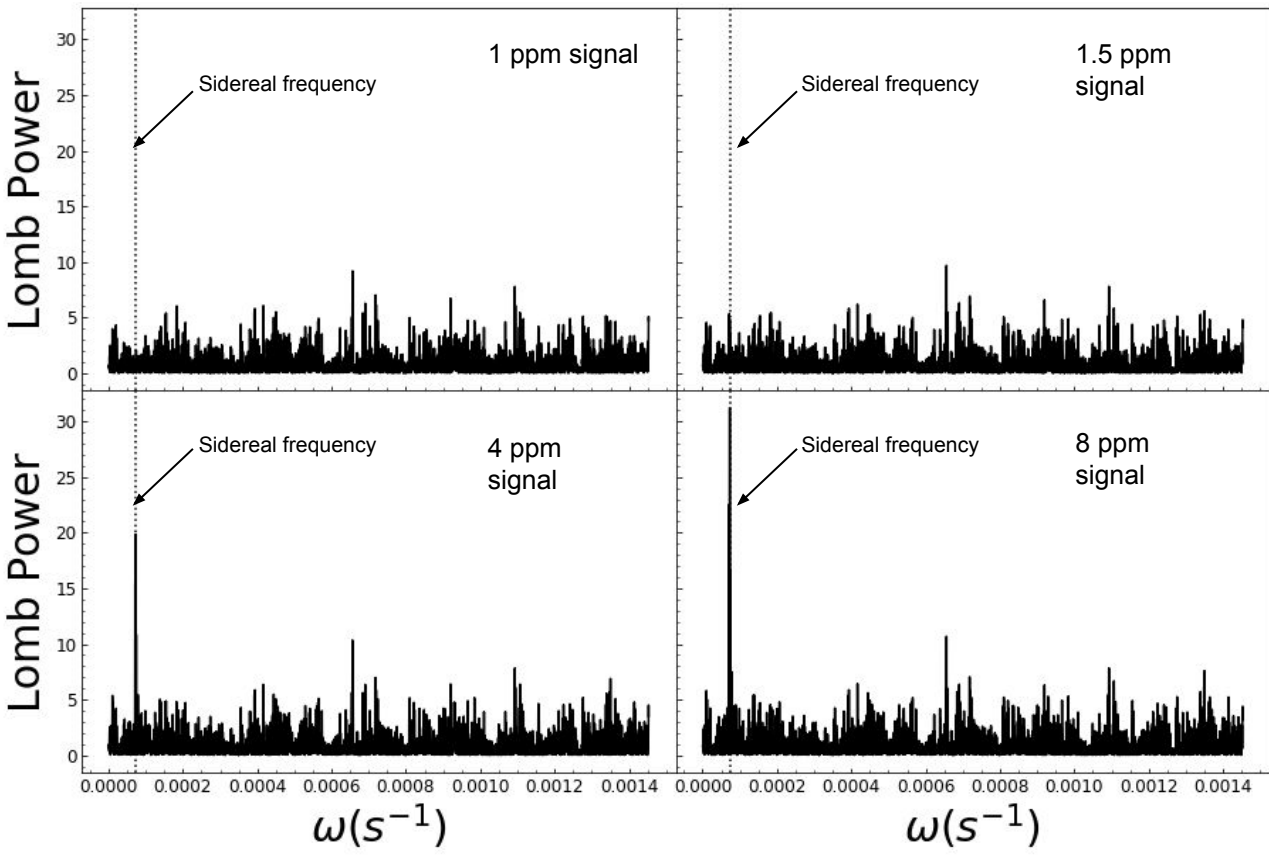 Lomb Power
30
25
20
15
10
5
0
Sidereal frequency
1 ppm signal
Sidereal frequency
1.5 ppm
signal
Lomb Power
30
25
20
15
10
5
0
Sidereal frequency
4 ppm
signal
Sidereal frequency
8 ppm
signal
0.0000 0.0002 0.0004 0.0006 0.0008 0.0010 0.0012 0.0014
0.0000 0.0002 0.0004 0.0006 0.0008 0.0010 0.0012 0.0014
ω(s⁻¹)
ω(s⁻¹)